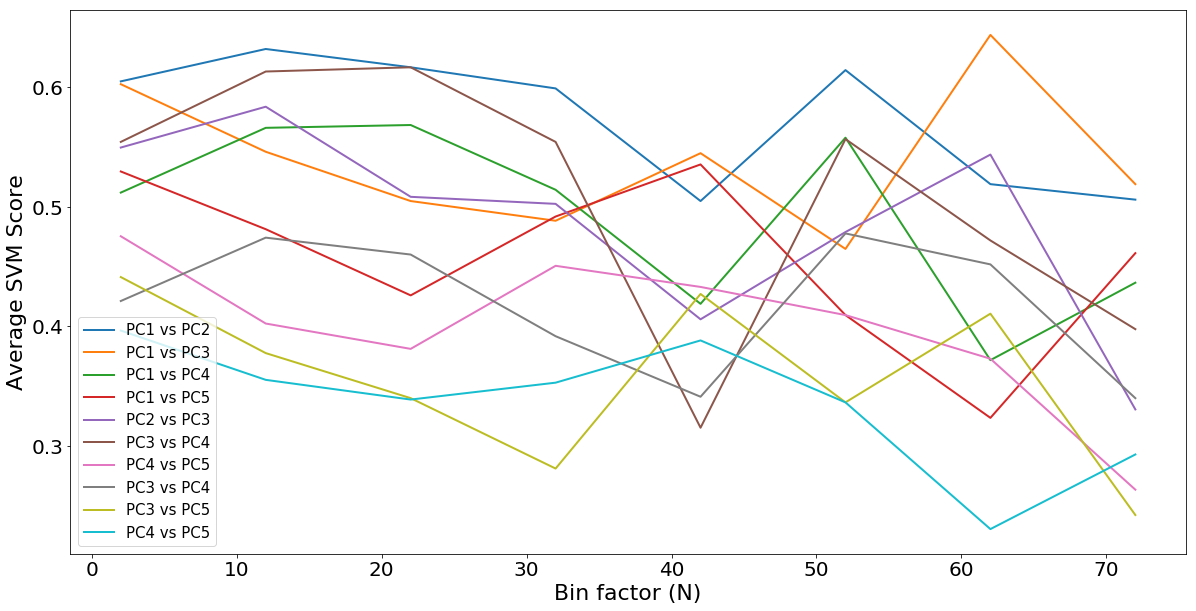 0.6
0.5
0.4
0.3
Average SVM Score
PC1 vs PC2
PC1 vs PC3
PC1 vs PC4
PC1 vs PC5
PC2 vs PC3
PC3 vs PC4
PC4 vs PC5
PC3 vs PC4
PC3 vs PC5
PC4 vs PC5
0 10 20 30 40 50 60 70
Bin factor (N)